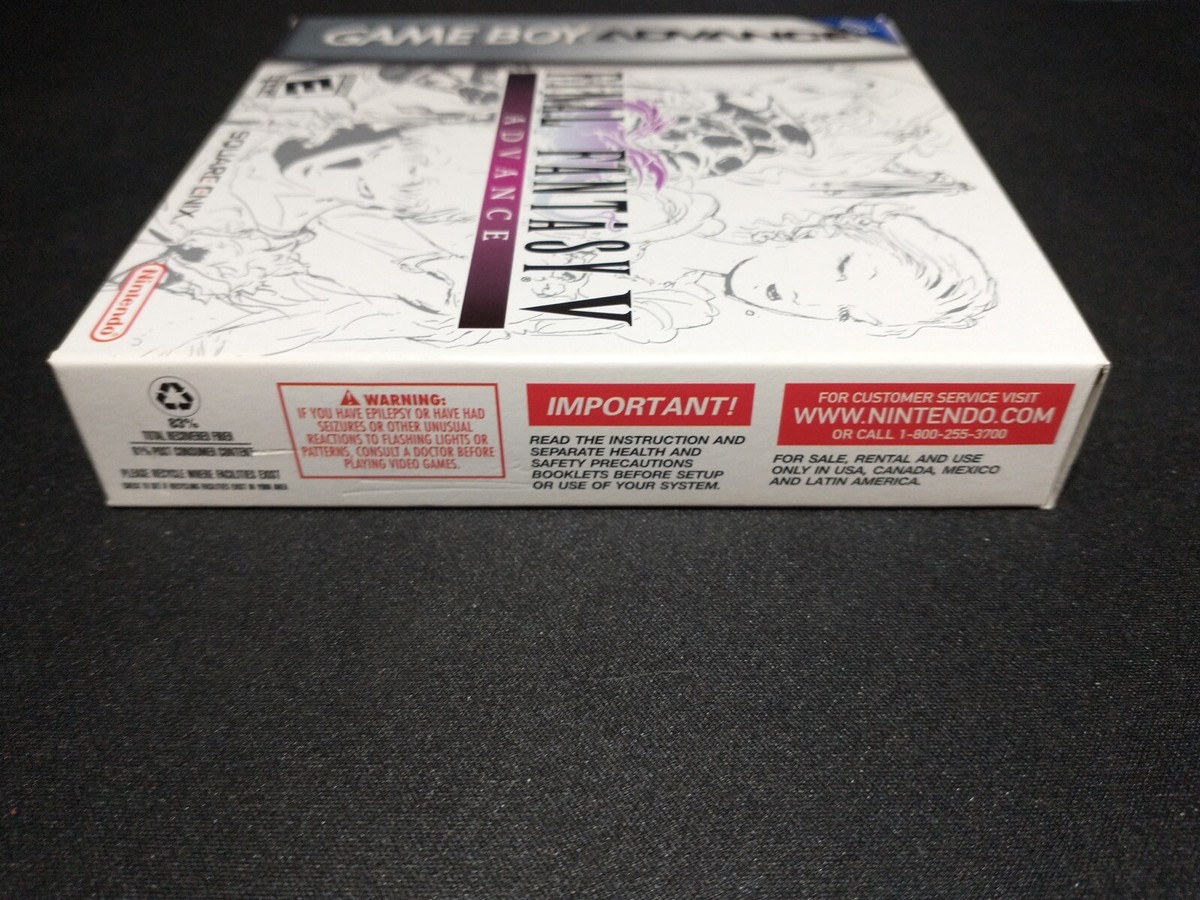 GAME BOY ADVANCE
E
SQUARE ENIX
FINAL FANTASY V
ADVANCE
Nintendo
83%
TOTAL RECOVERED FIBER
POST CONSUMER CONTENT
PLEASE RECYCLE WHERE FACILITIES EXIST
WARNING:
IF YOU HAVE EPILEPSY OR HAVE HAD
SEIZURES OR OTHER UNUSUAL
REACTIONS TO FLASHING LIGHTS OR
PATTERNS, CONSULT A DOCTOR BEFORE
PLAYING VIDEO GAMES.
IMPORTANT!
READ THE INSTRUCTION AND
SEPARATE HEALTH AND
SAFETY PRECAUTIONS
BOOKLETS BEFORE SETUP
OR USE OF YOUR SYSTEM.
FOR CUSTOMER SERVICE VISIT
WWW.NINTENDO.COM
OR CALL 1-800-255-3700
FOR SALE, RENTAL AND USE
ONLY IN USA, CANADA, MEXICO
AND LATIN AMERICA.